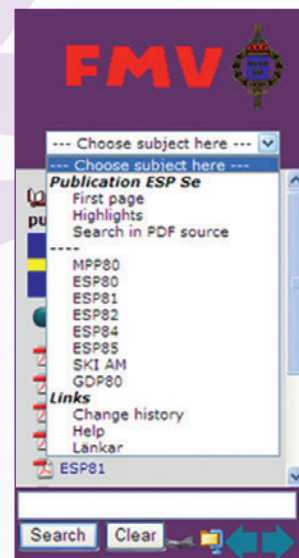 FMV
--- Choose subject here ---
--- Choose subject here ---
Publication ESP Se
First page
Highlights
Search in PDF source
----
MPP80
ESP80
ESP81
ESP82
ESP84
ESP85
SKI AM
GDP80
Links
Change history
Help
Länkar
ESP81
Search
Clear